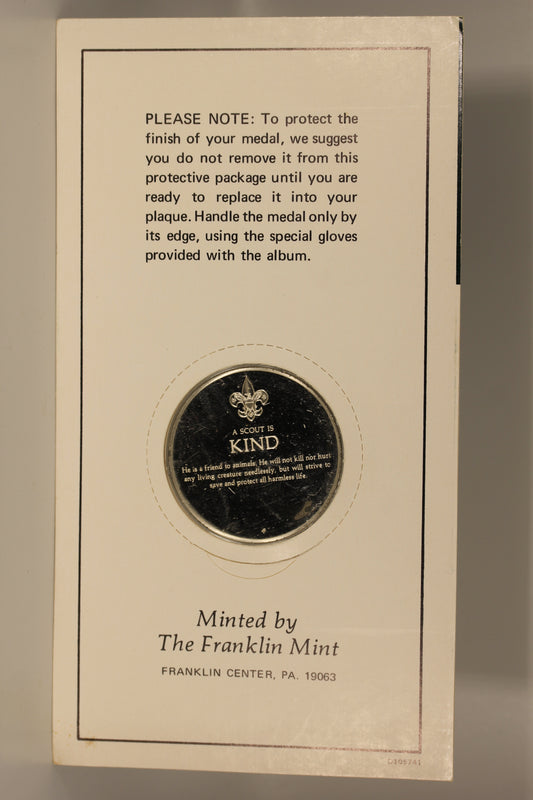 PLEASE NOTE: To protect the
finish of your medal, we suggest
you do not remove it from this
protective package until you are
ready to replace it into your
plaque. Handle the medal only by
its edge, using the special gloves
provided with the album.
A SCOUT IS
KIND
He is a friend to animals. He will not kill nor hurt
any living creature needlessly, but will strive to
save and protect all harmless life.
Minted by
The Franklin Mint
FRANKLIN CENTER, PA. 19063